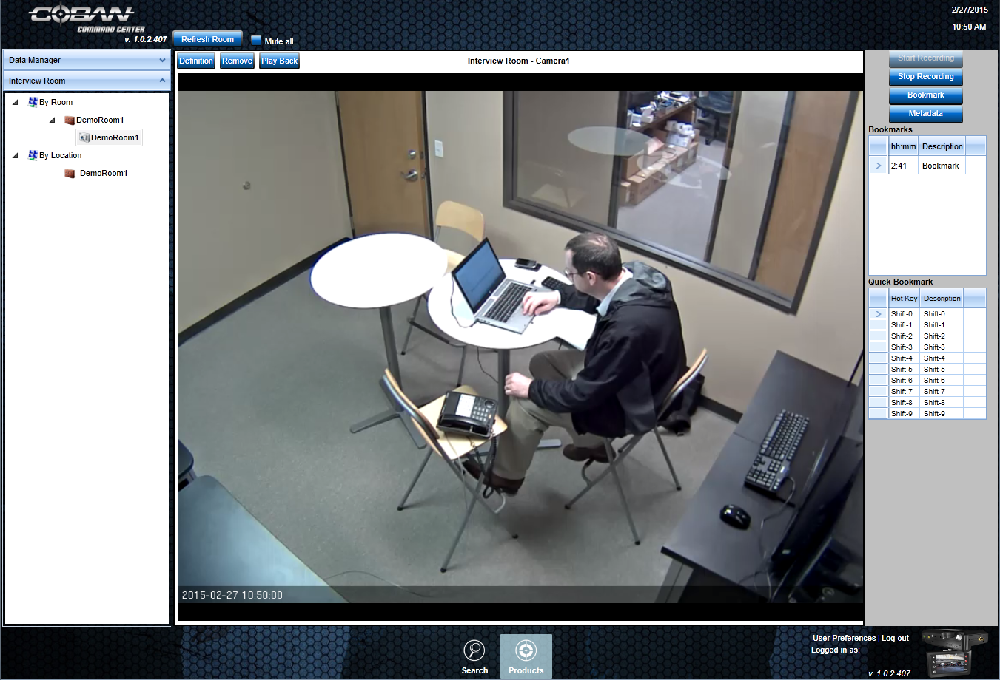 COBAN
COMMAND CENTER
v. 1.0.2.407
Refresh Room
Mute all
2/27/2015
10:50 AM
Data Manager
Interview Room
By Room
DemoRoom1
DemoRoom1
By Location
DemoRoom1
Definition Remove Play Back
Interview Room - Camera1
2015-02-27 10:50:00
Start Recording
Stop Recording
Bookmark
Metadata
Bookmarks
hh:mm Description
2:41 Bookmark
Quick Bookmark
Hot Key Description
Shift-0 Shift-0
Shift-1 Shift-1
Shift-2 Shift-2
Shift-3 Shift-3
Shift-4 Shift-4
Shift-5 Shift-5
Shift-6 Shift-6
Shift-7 Shift-7
Shift-8 Shift-8
Shift-9 Shift-9
Search
Products
User Preferences | Log out
Logged in as:
v. 1.0.2.407